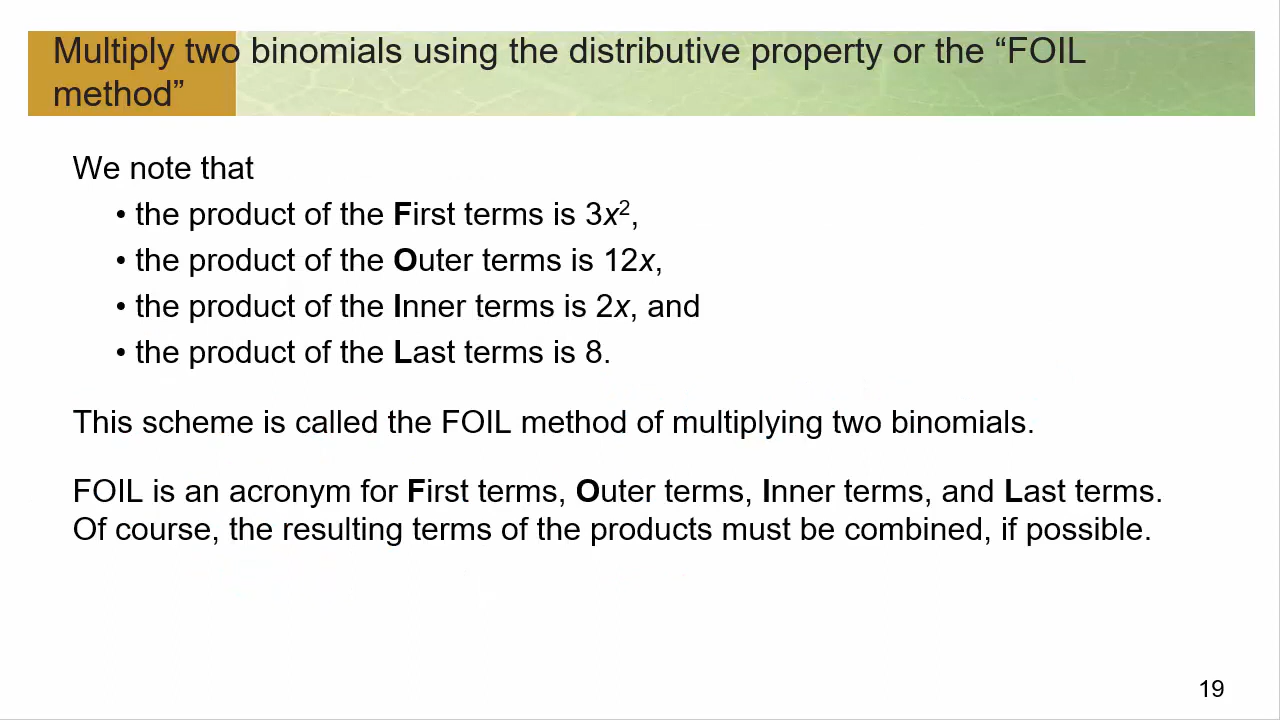 Multiply two binomials using the distributive property or the “FOIL
method”
We note that
• the product of the First terms is 3x²,
• the product of the Outer terms is 12x,
• the product of the Inner terms is 2x, and
• the product of the Last terms is 8.
This scheme is called the FOIL method of multiplying two binomials.
FOIL is an acronym for First terms, Outer terms, Inner terms, and Last terms.
Of course, the resulting terms of the products must be combined, if possible.
19